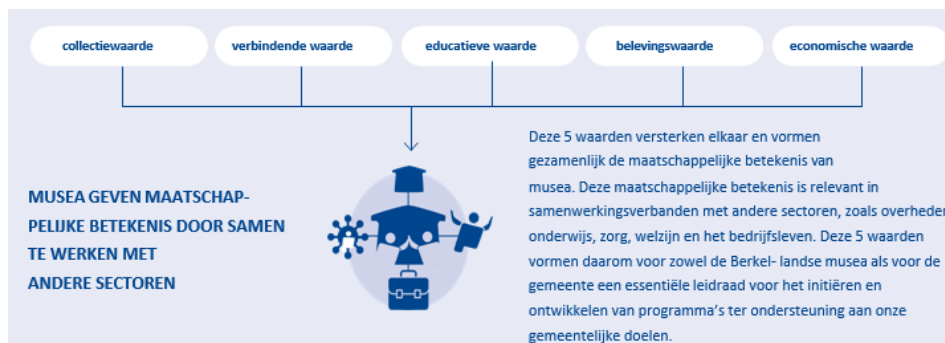 collectiewaarde
verbindende waarde
educatieve waarde
belevingswaarde
economische waarde
MUSEA GEVEN MAATSCHAP-
PELIJKE BETEKENIS DOOR SAMEN
TE WERKEN MET
ANDERE SECTOREN
Deze 5 waarden versterken elkaar en vormen
gezamenlijk de maatschappelijke betekenis van
musea. Deze maatschappelijke betekenis is relevant in
samenwerkingsverbanden met andere sectoren, zoals overheden
onderwijs, zorg, welzijn en het bedrijfsleven. Deze 5 waarden
vormen daarom voor zowel de Berkel- landse musea als voor de
gemeente een essentiële leidraad voor het initiëren en
ontwikkelen van programma's ter ondersteuning aan onze
gemeentelijke doelen.